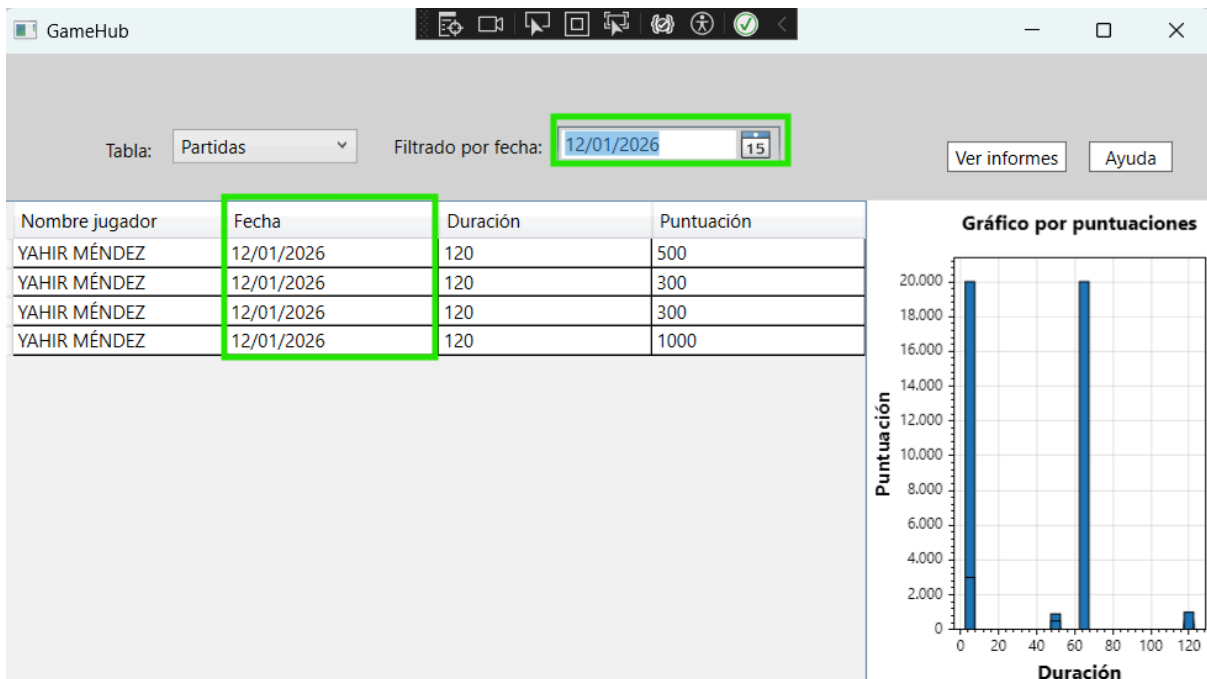 GameHub
Tabla: Partidas Filtrado por fecha: 12/01/2026 15 Ver informes Ayuda
Nombre jugador Fecha Duración Puntuación
YAHIR MÉNDEZ 12/01/2026 120 500
YAHIR MÉNDEZ 12/01/2026 120 300
YAHIR MÉNDEZ 12/01/2026 120 300
YAHIR MÉNDEZ 12/01/2026 120 1000
Gráfico por puntuaciones
Puntuación
20.000
18.000
16.000
14.000
12.000
10.000
8.000
6.000
4.000
2.000
0
0 20 40 60 80 100 120
Duración